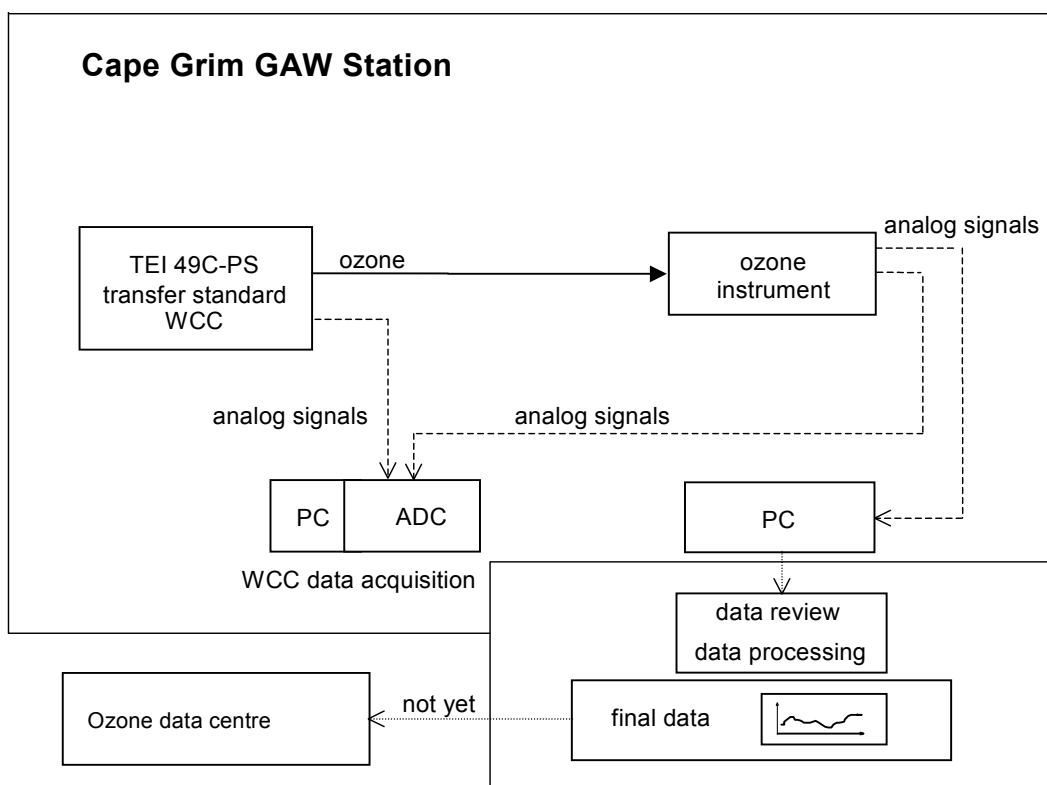 Cape Grim GAW Station
analog signals
TEI 49C-PS
transfer standard
WCC
ozone
ozone
instrument
analog signals
analog signals
PC
ADC
PC
WCC data acquisition
data review
data processing
Ozone data centre
not yet
final data